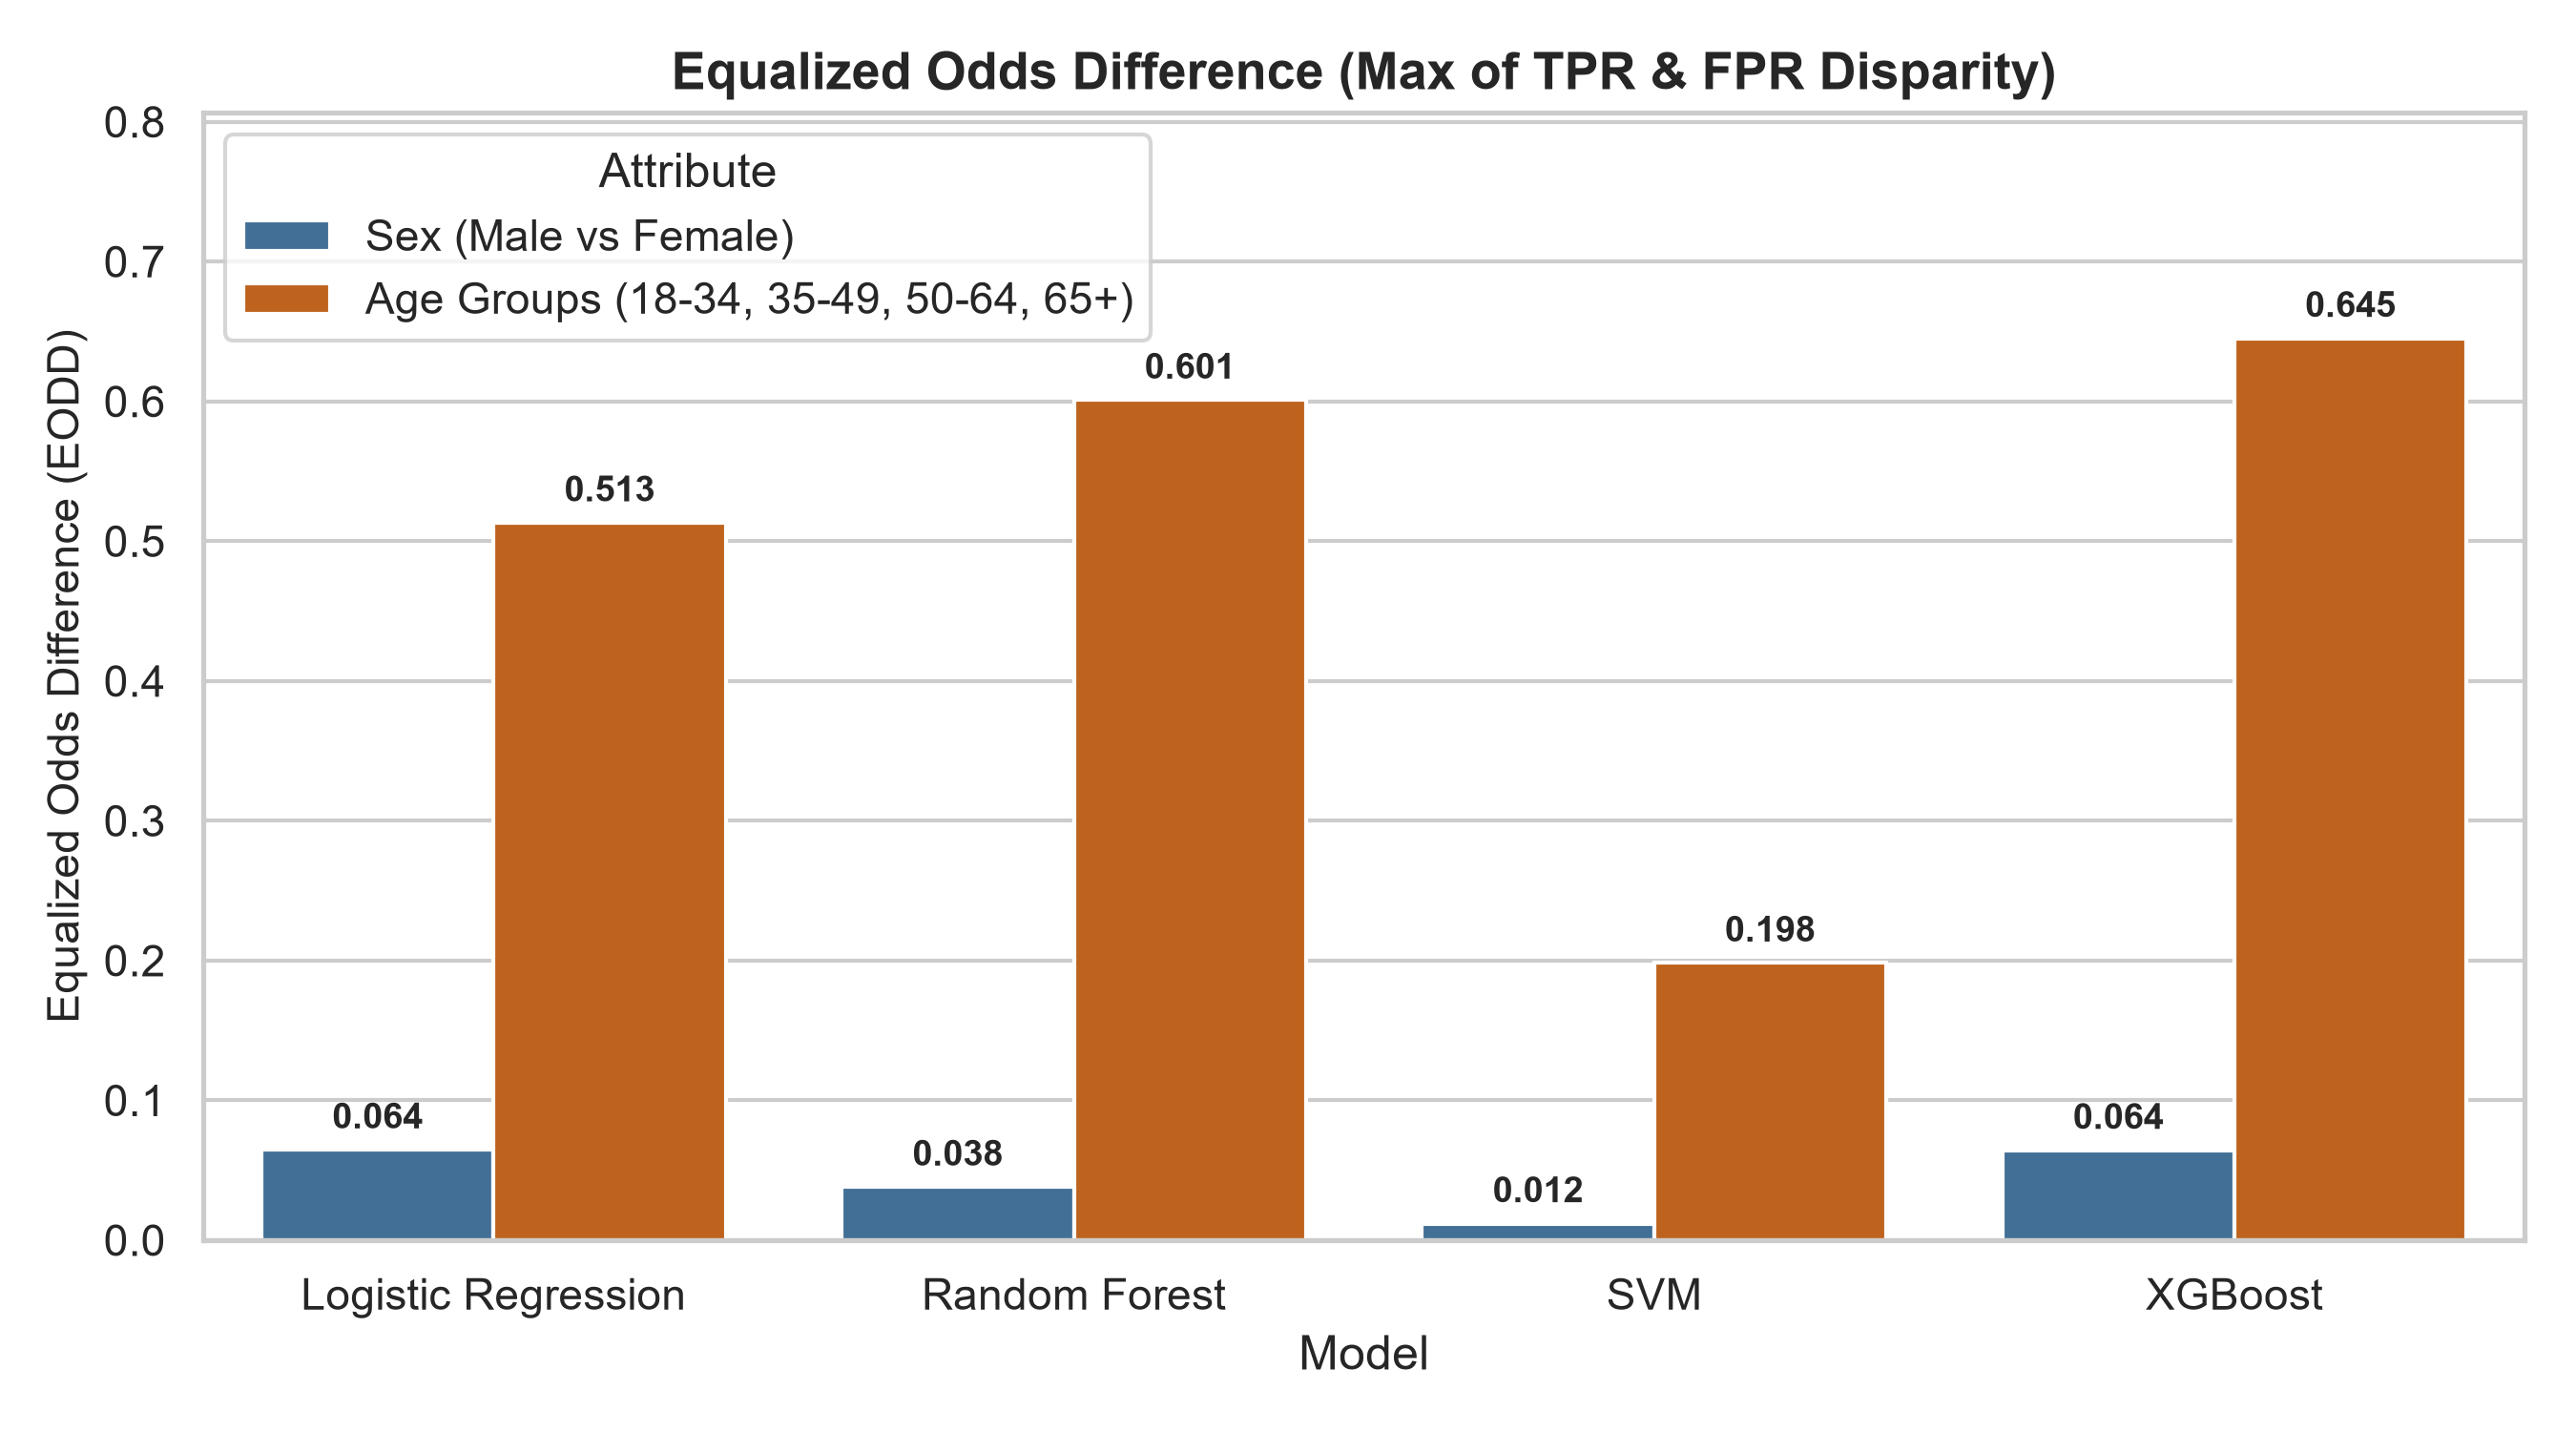 Equalized Odds Difference (Max of TPR & FPR Disparity)
Equalized Odds Difference (EODD)
0.8
0.7
0.6
0.5
0.4
0.3
0.2
0.1
0.0
Attribute
Sex (Male vs Female)
Age Groups (18-34, 35-49, 50-64, 65+)
0.064
0.513
0.038
0.601
0.012
0.198
0.064
0.645
Logistic Regression
Random Forest
SVM
XGBoost
Model